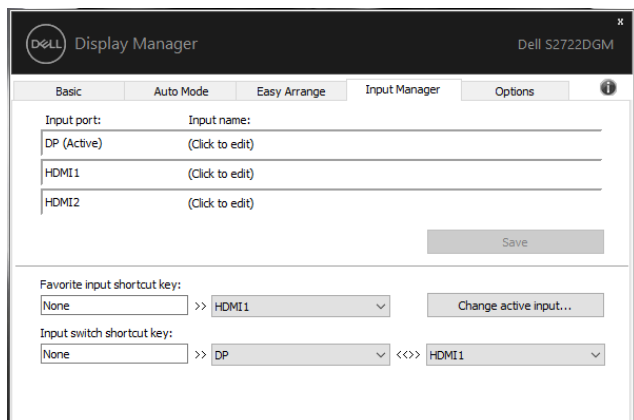 x
DELL Display Manager Dell S2722DGM
Basic Auto Mode Easy Arrange Input Manager Options i
Input port: Input name:
DP (Active) (Click to edit)
HDMI1 (Click to edit)
HDMI2 (Click to edit)
Save
Favorite input shortcut key:
None >> HDMI1 Change active input...
Input switch shortcut key:
None >> DP <<>> HDMI1